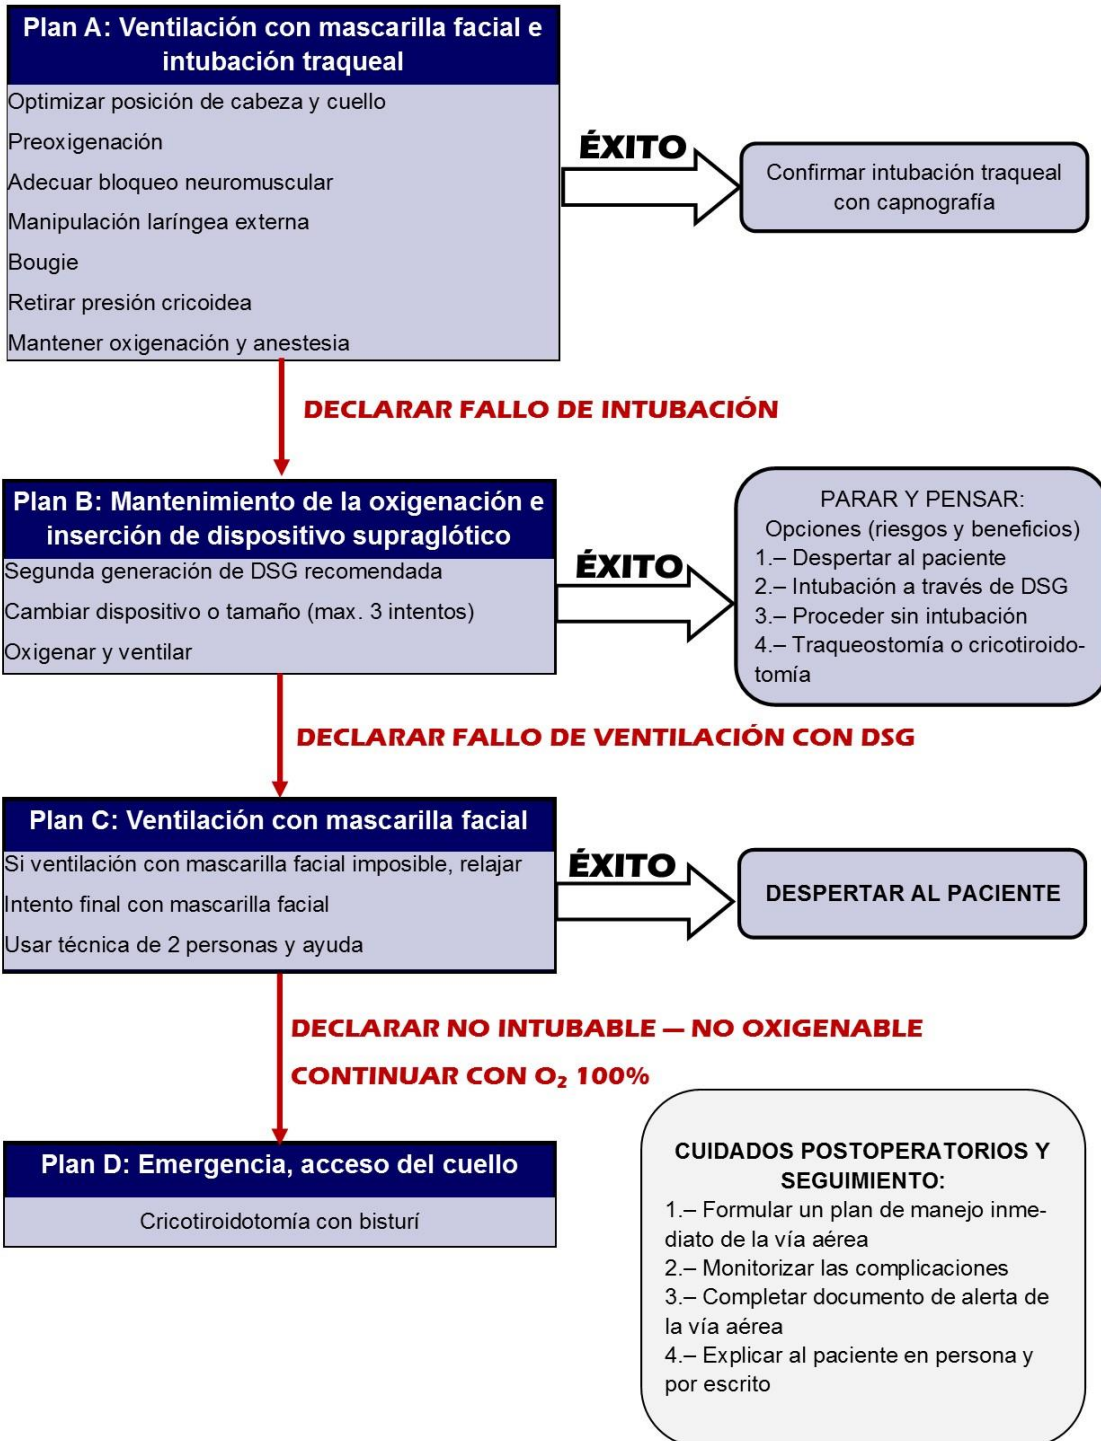 Plan A: Ventilación con mascarilla facial e
intubación traqueal
Optimizar posición de cabeza y cuello
Preoxigenación
Adecuar bloqueo neuromuscular
Manipulación laríngea externa
Bougie
Retirar presión cricoidea
Mantener oxigenación y anestesia
ÉXITO
Confirmar intubación traqueal
con capnografía
DECLARAR FALLO DE INTUBACIÓN
Plan B: Mantenimiento de la oxigenación e
inserción de dispositivo supraglótico
Segunda generación de DSG recomendada
Cambiar dispositivo o tamaño (max. 3 intentos)
Oxigenar y ventilar
ÉXITO
PARAR Y PENSAR:
Opciones (riesgos y beneficios)
1.– Despertar al paciente
2.– Intubación a través de DSG
3.– Proceder sin intubación
4.– Traqueostomía o cricotiroido-
tomía
DECLARAR FALLO DE VENTILACIÓN CON DSG
Plan C: Ventilación con mascarilla facial
Si ventilación con mascarilla facial imposible, relajar
Intento final con mascarilla facial
Usar técnica de 2 personas y ayuda
ÉXITO
DESPERTAR AL PACIENTE
DECLARAR NO INTUBABLE — NO OXIGENABLE
CONTINUAR CON O₂ 100%
Plan D: Emergencia, acceso del cuello
Cricotiroidotomía con bisturí
CUIDADOS POSTOPERATORIOS Y
SEGUIMIENTO:
1.– Formular un plan de manejo inme-
diato de la vía aérea
2.– Monitorizar las complicaciones
3.– Completar documento de alerta de
la vía aérea
4.– Explicar al paciente en persona y
por escrito